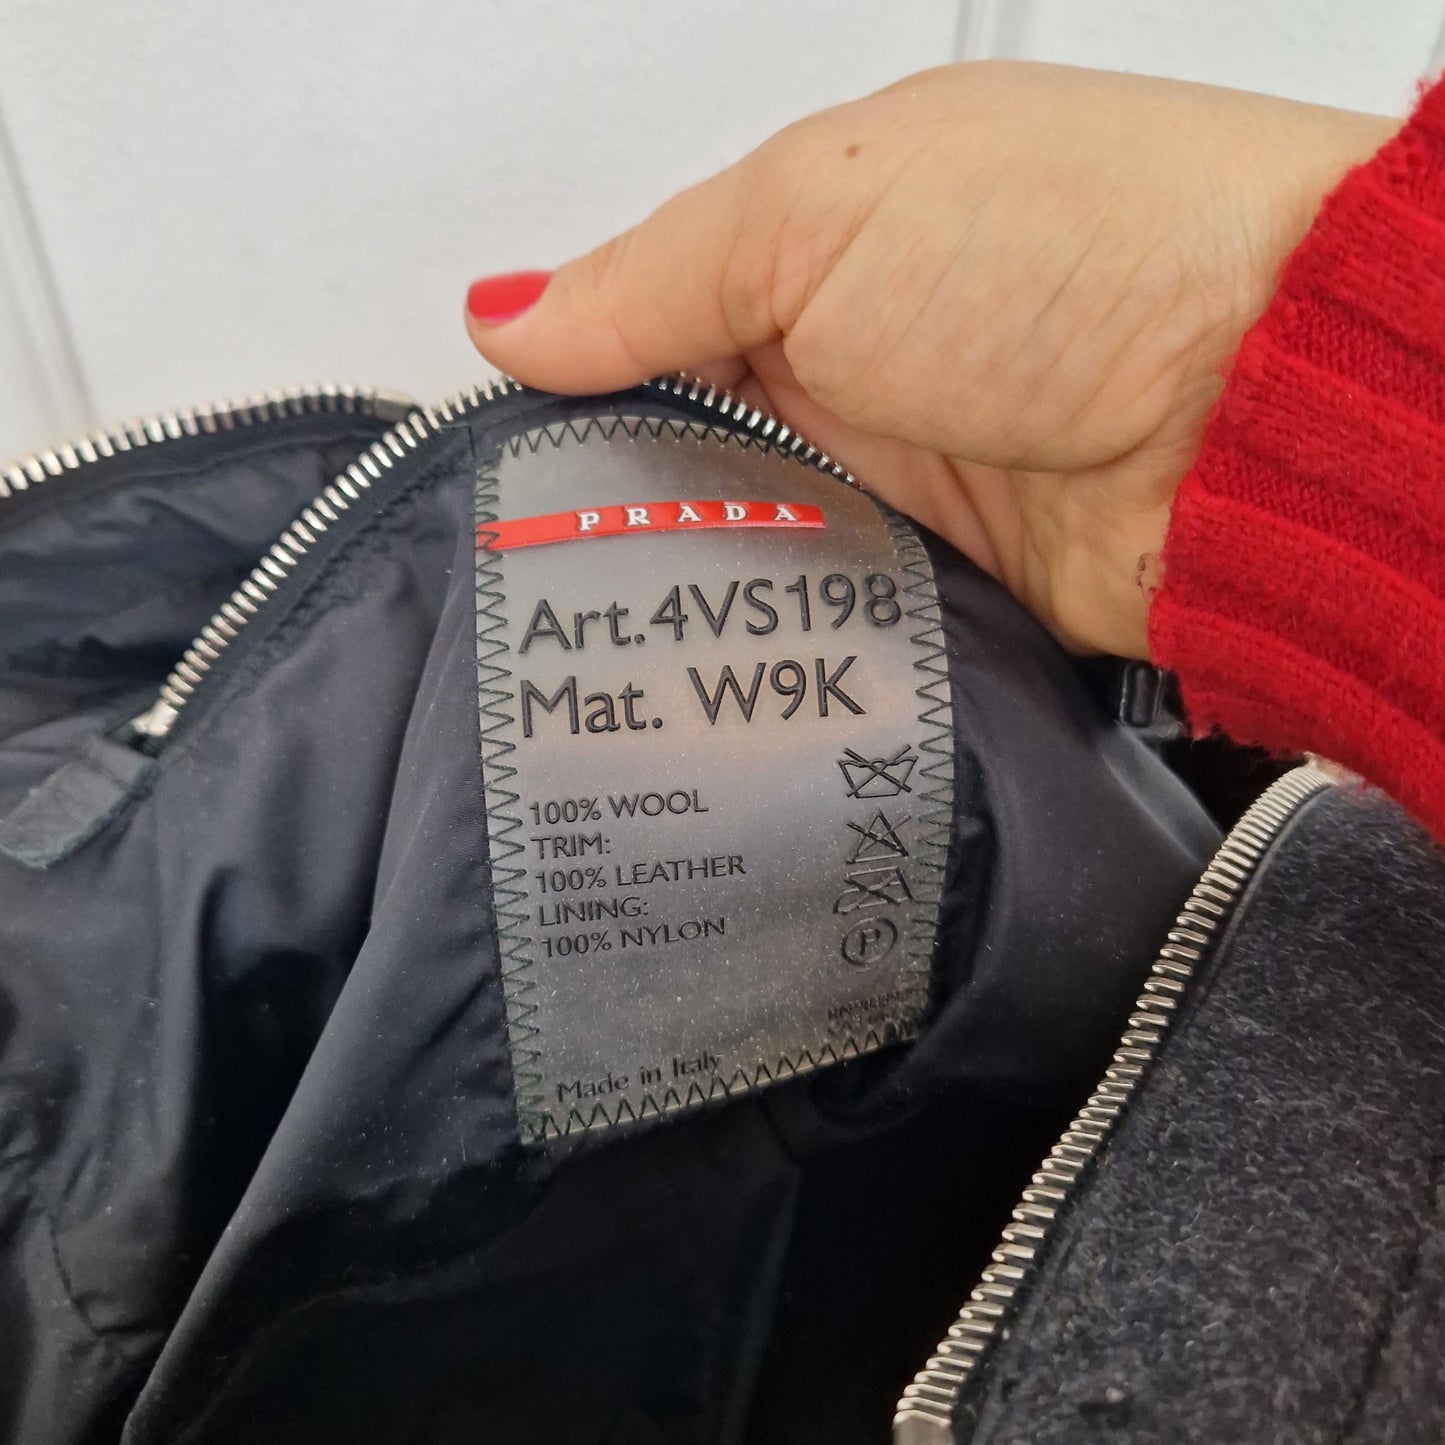 PRADA
Art. 4VS198
Mat. W9K
100% WOOL
TRIM:
100% LEATHER
LINING:
100% NYLON
P
Made in Italy